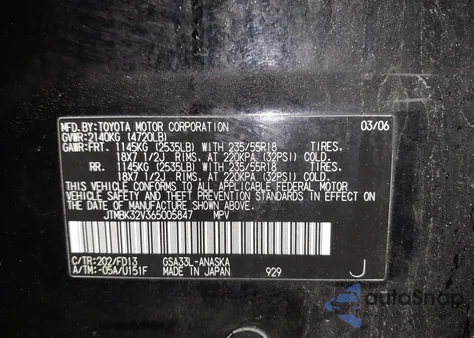 MFD.BY:TOYOTA MOTOR CORPORATION 03/06
GVWR:2140KG (4720LB)
GAWR:FRT. 1145KG (2535LB) WITH 235/55R18 TIRES,
18X7 1/2J RIMS, AT 220KPA (32PSI) COLD.
RR. 1145KG (2535LB) WITH 235/55R18 TIRES,
18X7 1/2J RIMS, AT 220KPA (32PSI) COLD.
THIS VEHICLE CONFORMS TO ALL APPLICABLE FEDERAL MOTOR
VEHICLE SAFETY AND THEFT PREVENTION STANDARDS IN EFFECT
ON THE DATE OF MANUFACTURE SHOWN ABOVE.
JTMBK32V365005847 MPV
C/TR:202/FD13 GSA33L-ANASKA
A/TM:-05A/U151F MADE IN JAPAN 929 J
autoSnap